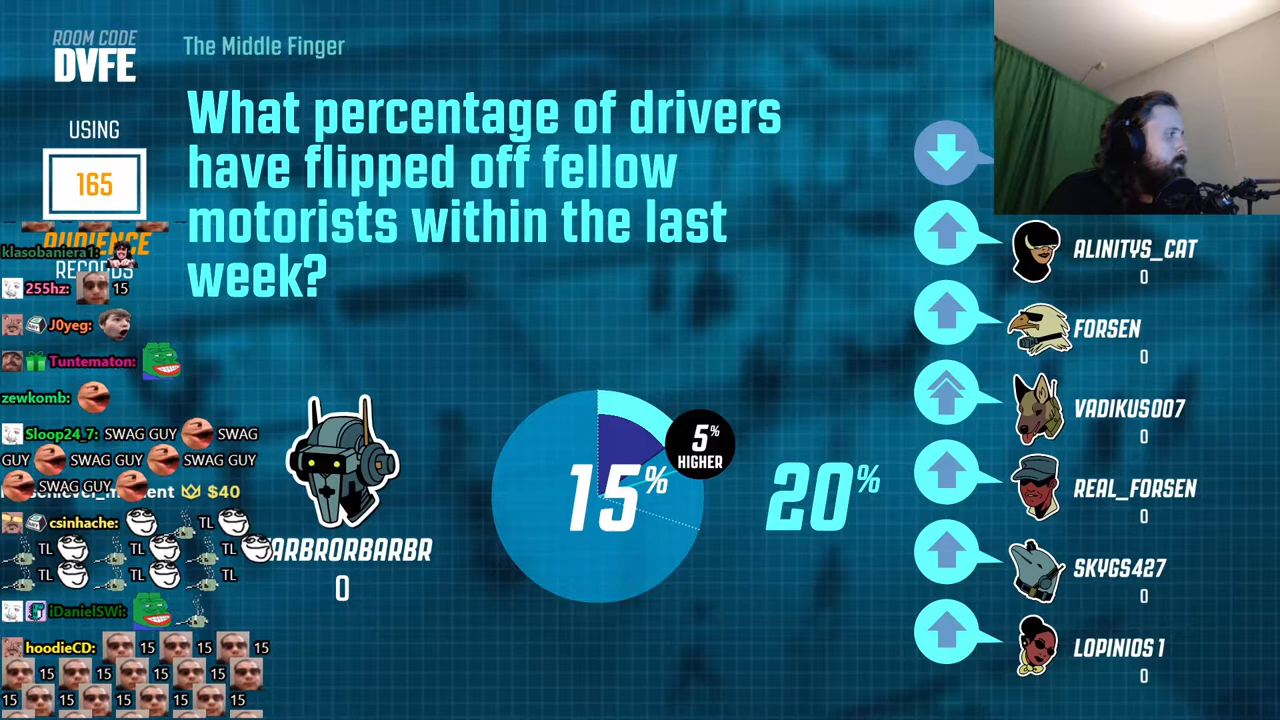 ROOM CODE
DVFE
The Middle Finger
What percentage of drivers
have flipped off fellow
motorists within the last
week?
USING
165
AUDIENCE
RECORDS
klasobaniera1:
255hz: 15
J0yeg:
Tuntematon:
zewkomb:
Sloop24_7: SWAG GUY SWAG
GUY SWAG GUY SWAG GUY
SWAG GUY
$40
csinhache: TL
TL TL TL
TL TL TL
iDanielSWi:
hoodieCD: 15 15 15
15 15 15 15
15 15 15 15
ARBRORBARBR
0
15%
5%
HIGHER
20%
ALINITYS_CAT
0
FORSEN
0
VADIKUS007
0
REAL_FORSEN
0
SKYGS427
0
LOPINIOS1
0